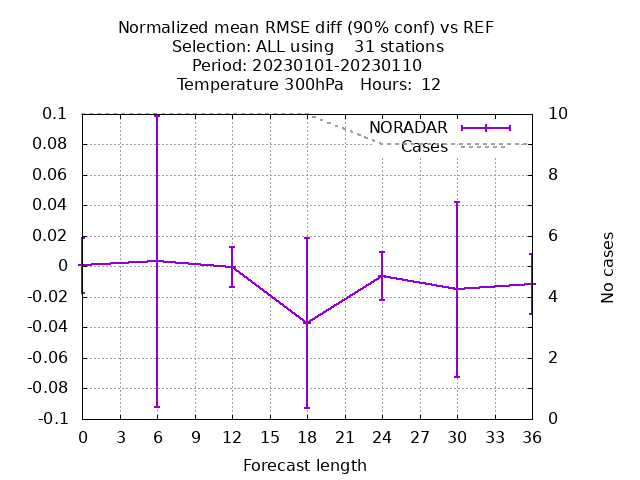 Normalized mean RMSE diff (90% conf) vs REF
Selection: ALL using    31 stations
Period: 20230101-20230110
Temperature 300hPa   Hours:  12
0.1
0.08
0.06
0.04
0.02
0
-0.02
-0.04
-0.06
-0.08
-0.1
NORADAR
Cases
10
8
6
4
2
0
No cases
0 3 6 9 12 15 18 21 24 27 30 33 36
Forecast length